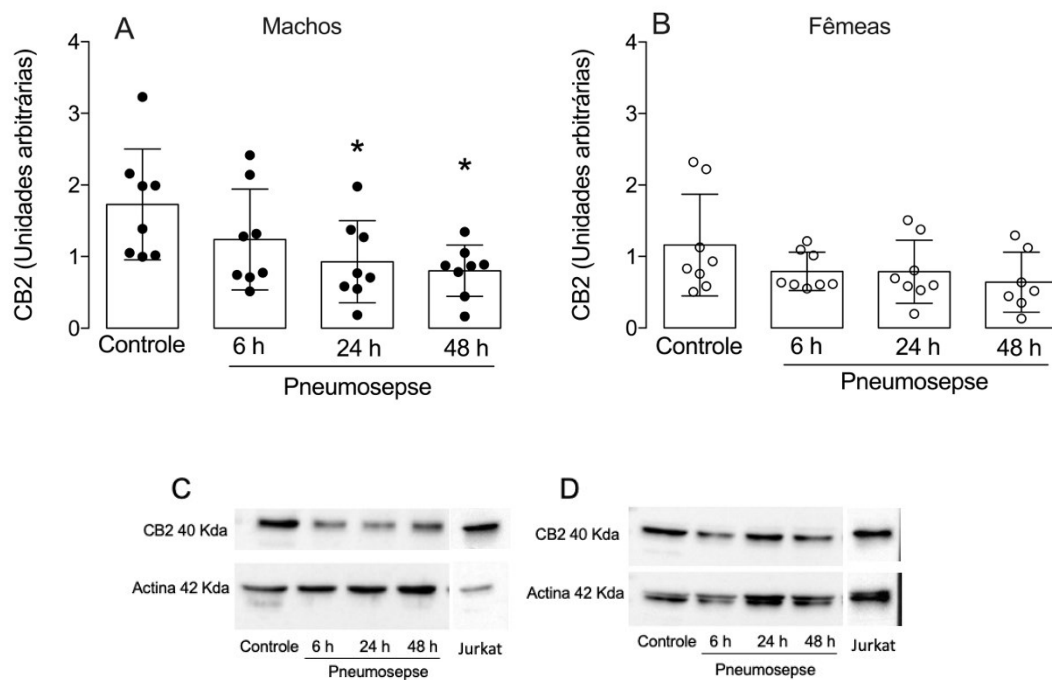 A
Machos
CB2 (Unidades arbitrárias)
4
3
2
1
0
*
*
Controle
6 h
24 h
48 h
Pneumosepse
B
Fêmeas
CB2 (Unidades arbitrárias)
4
3
2
1
0
Controle
6 h
24 h
48 h
Pneumosepse
C
CB2 40 Kda
Actina 42 Kda
Controle
6 h
24 h
48 h
Jurkat
Pneumosepse
D
CB2 40 Kda
Actina 42 Kda
Controle
6 h
24 h
48 h
Jurkat
Pneumosepse